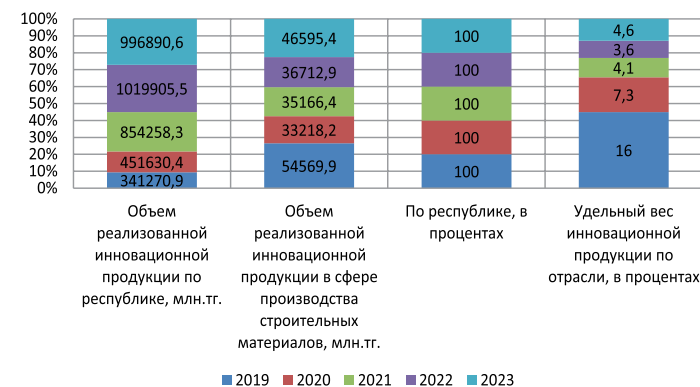 100%
90%
80%
70%
60%
50%
40%
30%
20%
10%
0%
996890,6
1019905,5
854258,3
451630,4
341270,9
46595,4
36712,9
35166,4
33218,2
54569,9
100
100
100
100
100
4,6
3,6
4,1
7,3
16
Объем
реализованной
инновационной
продукции по
республике, млн.тг.
Объем
реализованной
инновационной
продукции в сфере
производства
строительных
материалов, млн.тг.
По республике, в
процентах
Удельный вес
инновационной
продукции по
отрасли, в процентах
2019 2020 2021 2022 2023